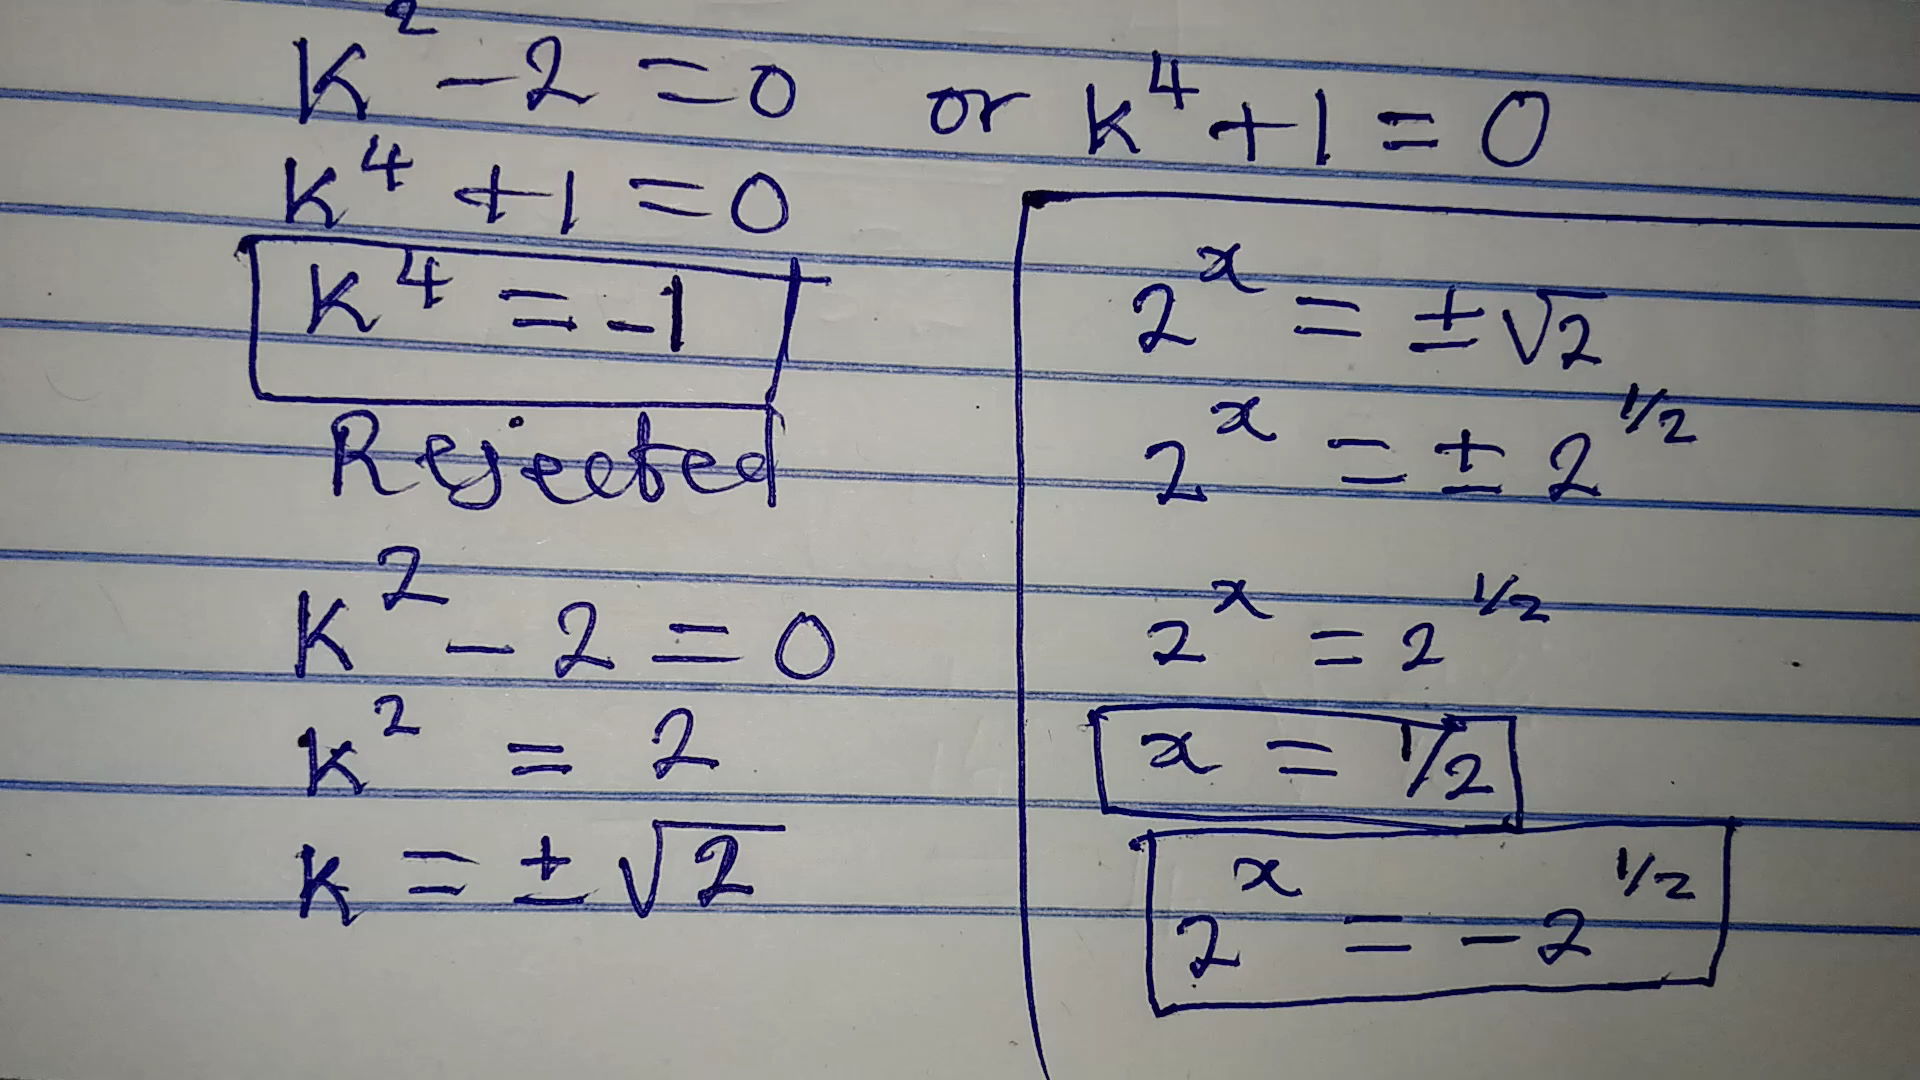 K² - 2 = 0 or k⁴ + 1 = 0
K⁴ + 1 = 0
K⁴ = -1
Rejected
K² - 2 = 0
k² = 2
k = ± √2
2ˣ = ± √2
2ˣ = ± 2^1/2
2ˣ = 2^1/2
x = 1/2
2ˣ = - 2^1/2